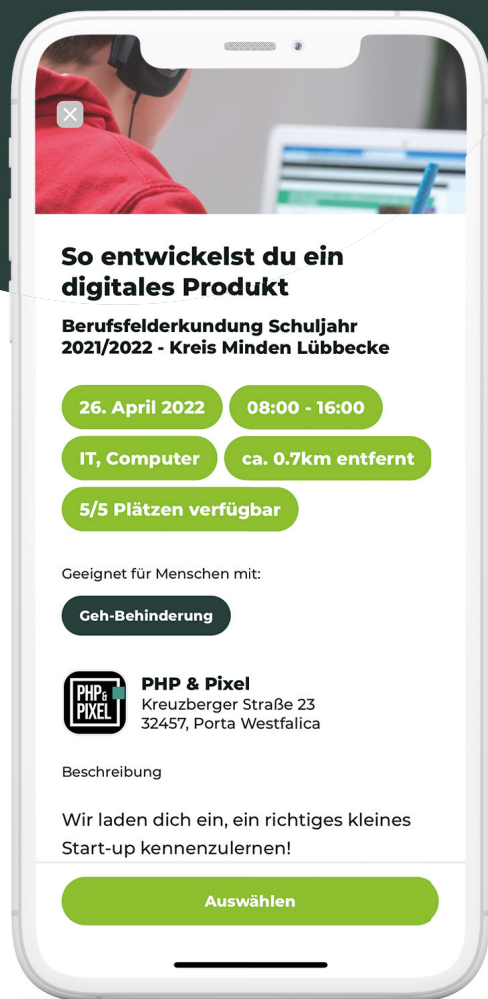 So entwickelst du ein
digitales Produkt
Berufsfelderkundung Schuljahr
2021/2022 - Kreis Minden Lübbecke
26. April 2022 08:00 - 16:00
IT, Computer ca. 0.7km entfernt
5/5 Plätzen verfügbar
Geeignet für Menschen mit:
Geh-Behinderung
PHP&
PIXEL
PHP & Pixel
Kreuzberger Straße 23
32457, Porta Westfalica
Beschreibung
Wir laden dich ein, ein richtiges kleines
Start-up kennenzulernen!
Auswählen